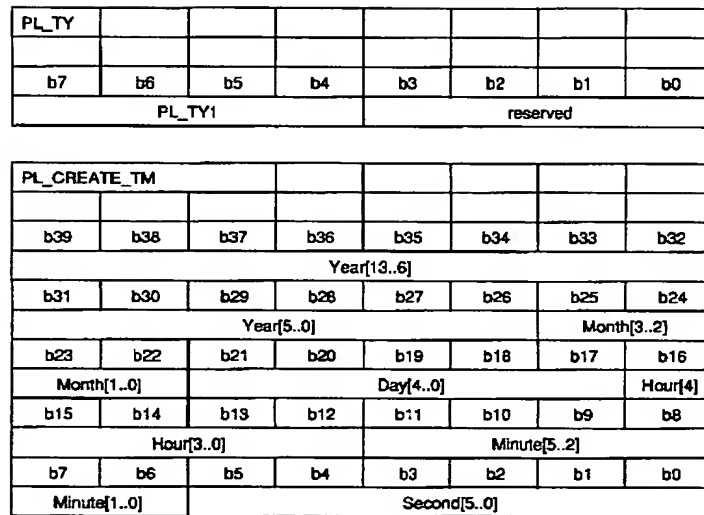 PL_TY
b7 b6 b5 b4 b3 b2 b1 b0
PL_TY1 reserved
PL_CREATE_TM
b39 b38 b37 b36 b35 b34 b33 b32
Year[13..6]
b31 b30 b29 b28 b27 b26 b25 b24
Year[5..0] Month[3..2]
b23 b22 b21 b20 b19 b18 b17 b16
Month[1..0] Day[4..0] Hour[4]
b15 b14 b13 b12 b11 b10 b9 b8
Hour[3..0] Minute[5..2]
b7 b6 b5 b4 b3 b2 b1 b0
Minute[1..0] Second[5..0]